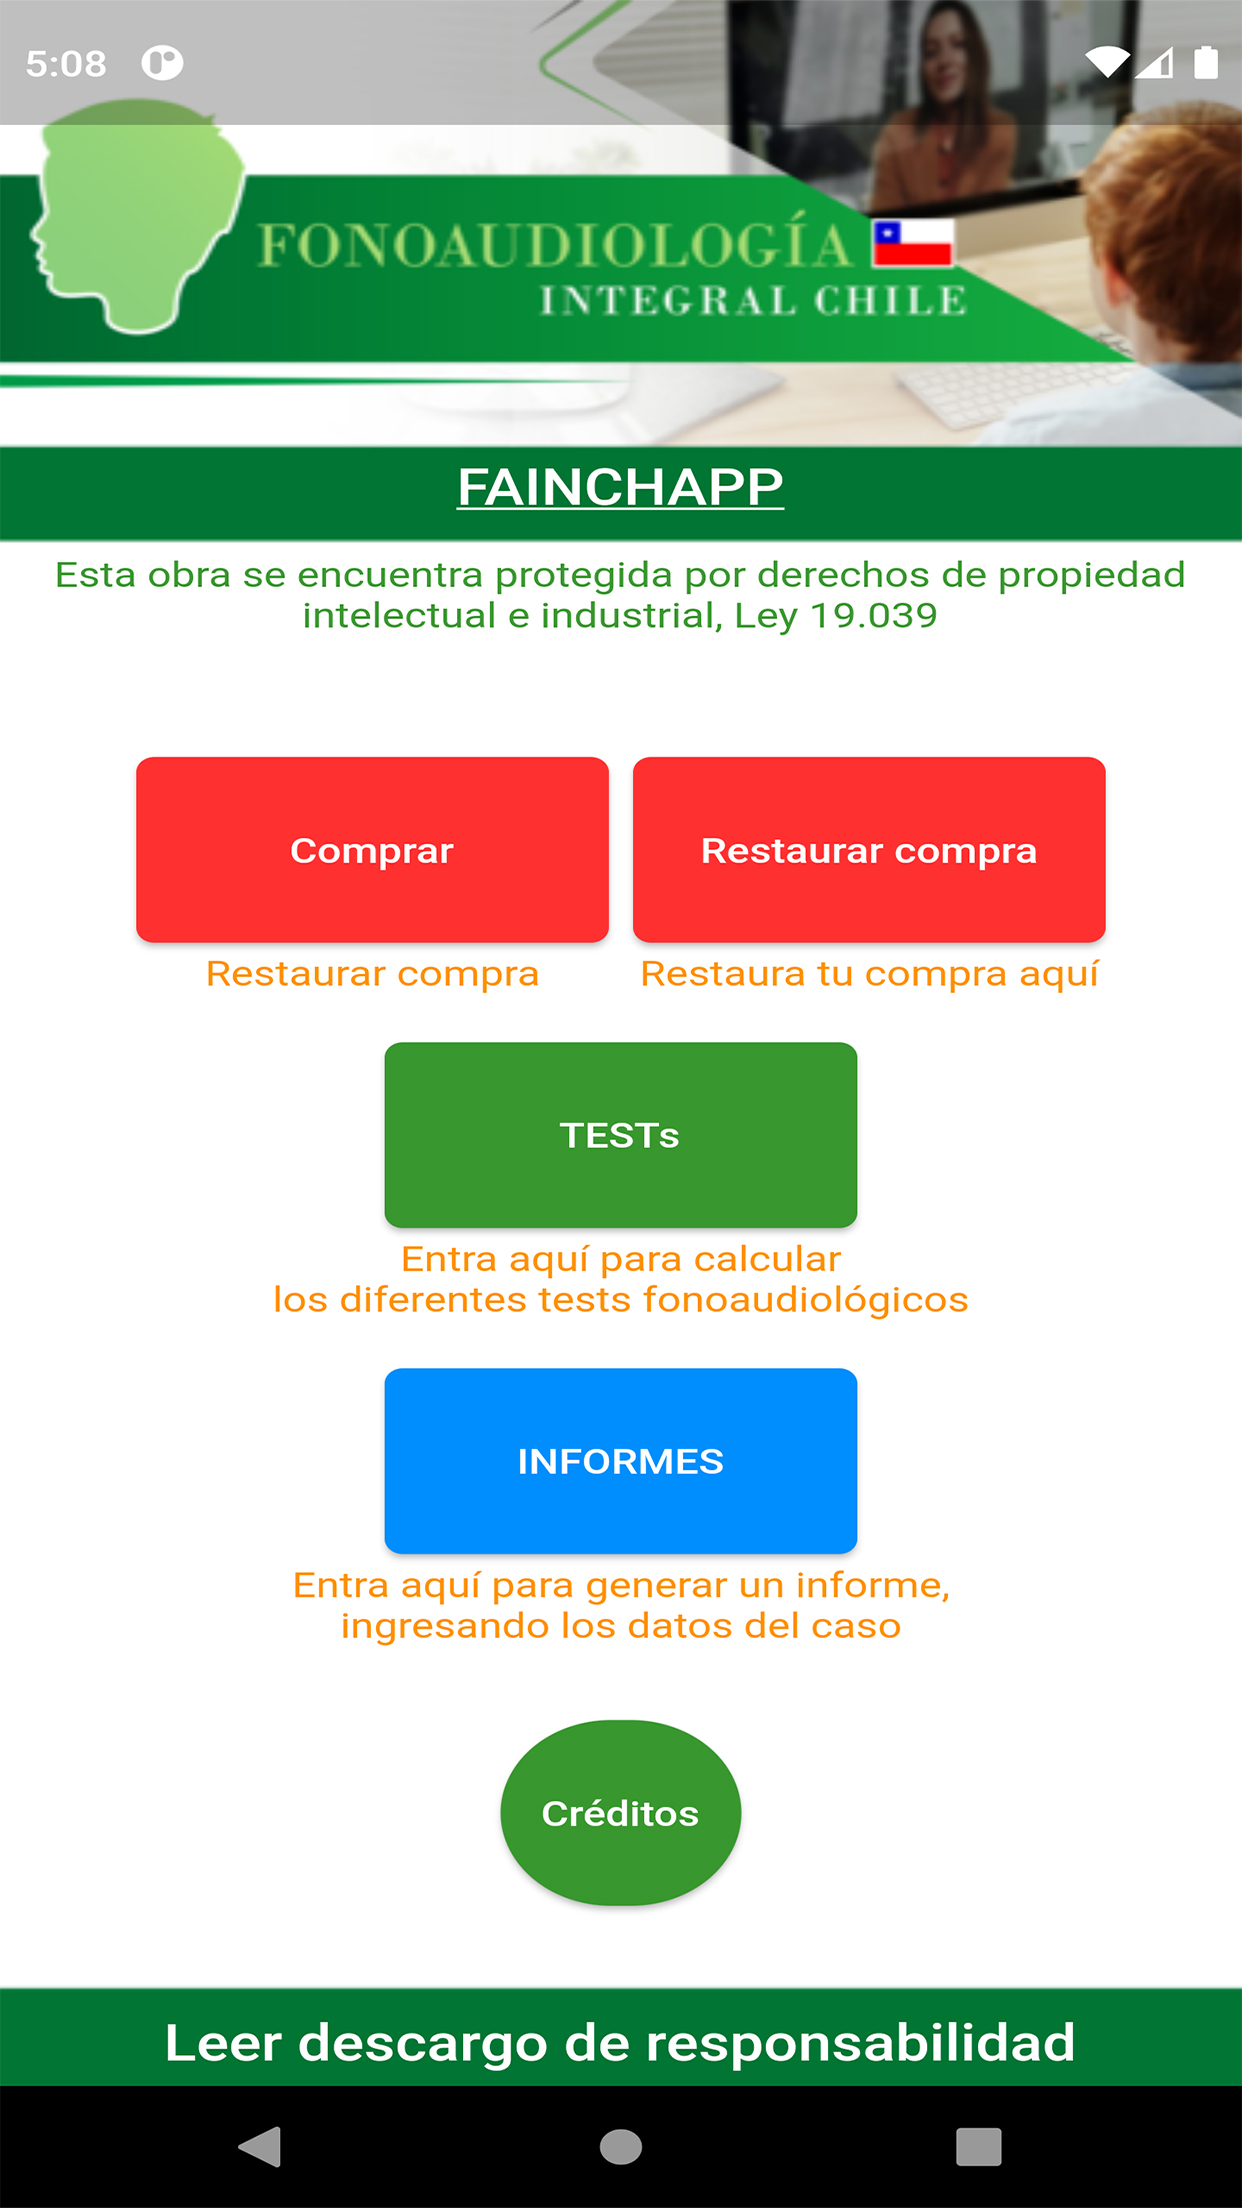 5:08
FONOAUDIOLOGÍA
INTEGRAL CHILE
FAINCHAPP
Esta obra se encuentra protegida por derechos de propiedad
intelectual e industrial, Ley 19.039
Comprar
Restaurar compra
Restaurar compra
Restaura tu compra aquí
TESTs
Entra aquí para calcular
los diferentes tests fonoaudiológicos
INFORMES
Entra aquí para generar un informe,
ingresando los datos del caso
Créditos
Leer descargo de responsabilidad